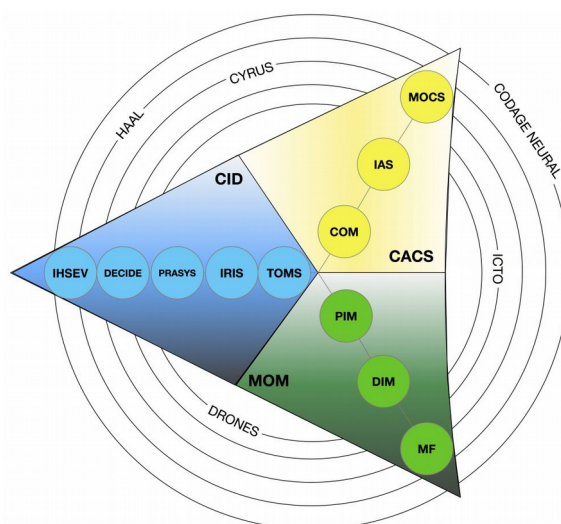 MOCS
CYRUS
HAAL
CODAGE NEURAL
IAS
CID
COM
CACS
ICTO
IHSEV
DECIDE
PRASYS
IRIS
TOMS
PIM
MOM
DIM
DRONES
MF